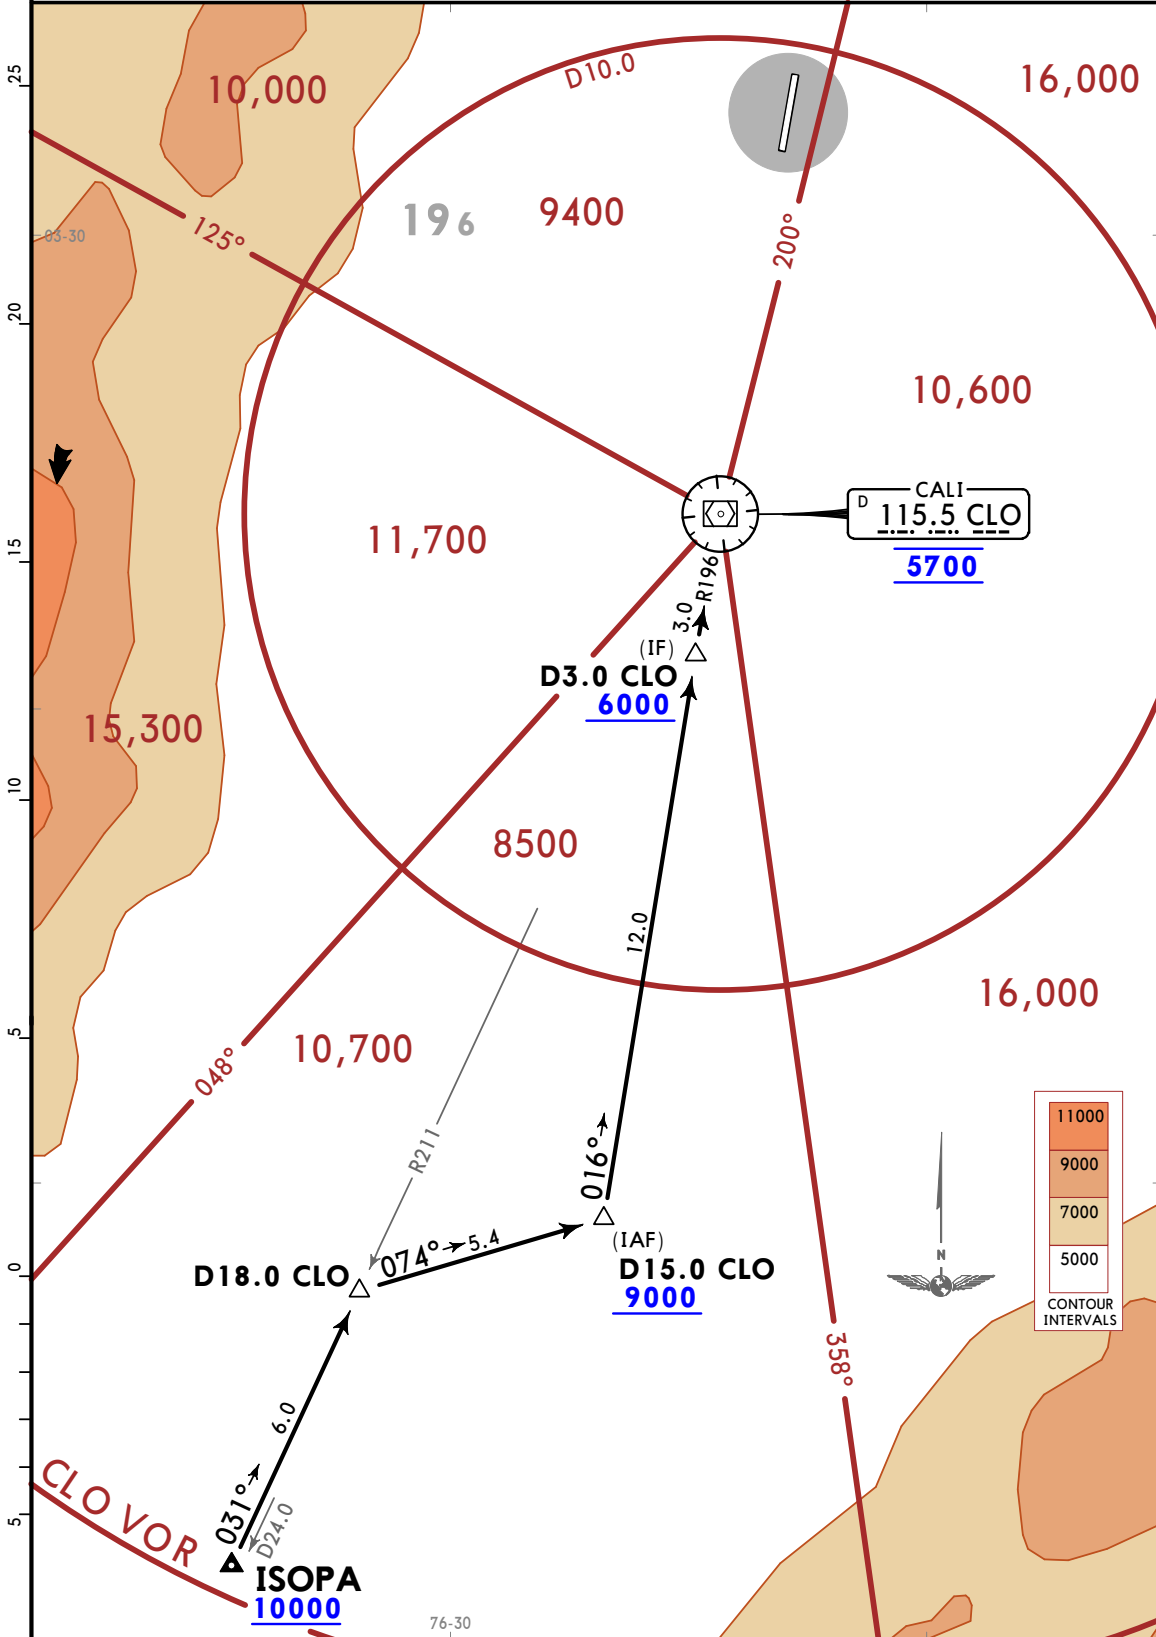 25
D10.0
16,000
10,000
19₆
9400
125°
200°
03-30
20
10,600
CALI
D
115.5 CLO
5700
11,700
15
R196
3.0
(IF)
D3.0 CLO
6000
15,300
10
8500
12.0
16,000
5
10,700
048°
11000
9000
7000
5000
CONTOUR
INTERVALS
R211
016°
N
(IAF)
D15.0 CLO
9000
0
074°
5.4
D18.0 CLO
358°
6.0
CLO VOR
5
031°
D24.0
ISOPA
10000
76-30